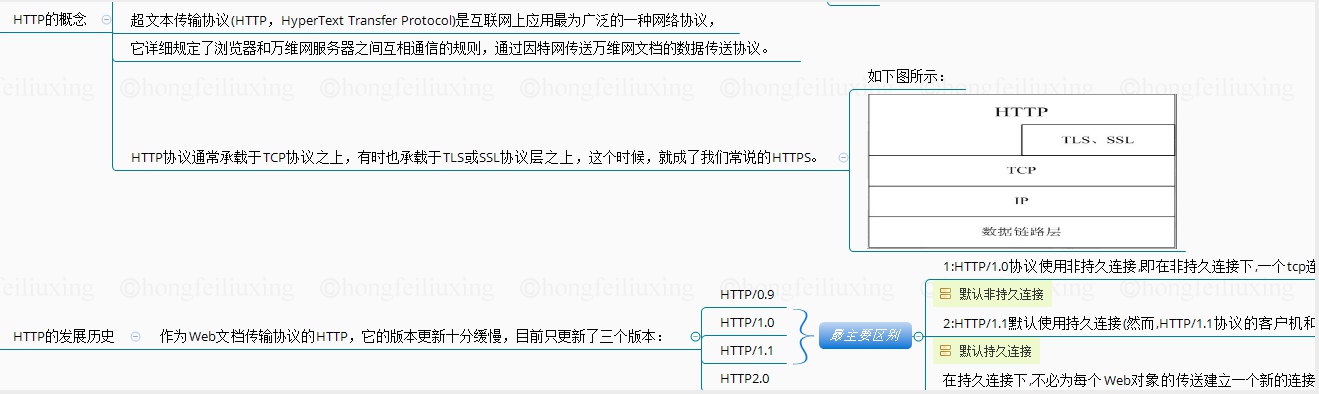 HTTP的概念
超文本传输协议(HTTP，HyperText Transfer Protocol)是互联网上应用最为广泛的一种网络协议，
它详细规定了浏览器和万维网服务器之间互相通信的规则，通过因特网传送万维网文档的数据传送协议。
HTTP协议通常承载于TCP协议之上，有时也承载于TLS或SSL协议层之上，这个时候，就成了我们常说的HTTPS。
如下图所示：
HTTP
TLS、SSL
TCP
IP
数据链路层
HTTP的发展历史
作为Web文档传输协议的HTTP，它的版本更新十分缓慢，目前只更新了三个版本：
HTTP/0.9
HTTP/1.0
HTTP/1.1
HTTP2.0
最主要区别
1:HTTP/1.0协议使用非持久连接,即在非持久连接下,一个tcp连
默认非持久连接
2:HTTP/1.1默认使用持久连接(然而,HTTP/1.1协议的客户机和
默认持久连接
在持久连接下,不必为每个Web对象的传送建立一个新的连接
feiliuxing ©hongfeiliuxing ©hongfeiliuxing ©hongfeiliuxing ©hongfeiliuxing ©hongfeiliuxing ©hongfeiliuxing
feiliuxing ©hongfeiliuxing ©hongfeiliuxing ©hongfeiliuxing ©hongfeiliuxing ©hongfeiliuxing ©hongfeiliuxing